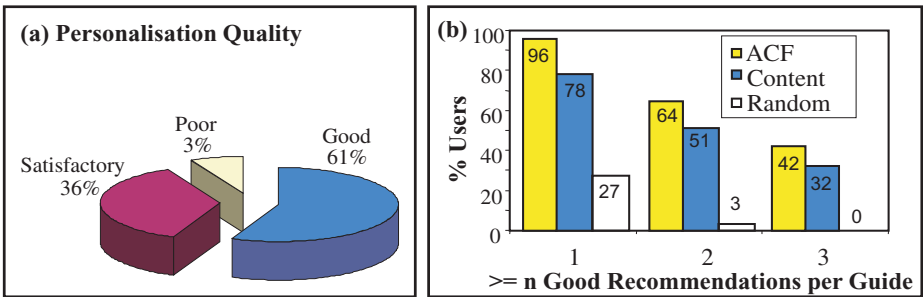 (a) Personalisation Quality
Poor
3%
Good
61%
Satisfactory
36%
(b)
100
80
60
40
20
0
% Users
96
78
27
64
51
3
42
32
0
ACF
Content
Random
1 2 3
>= n Good Recommendations per Guide